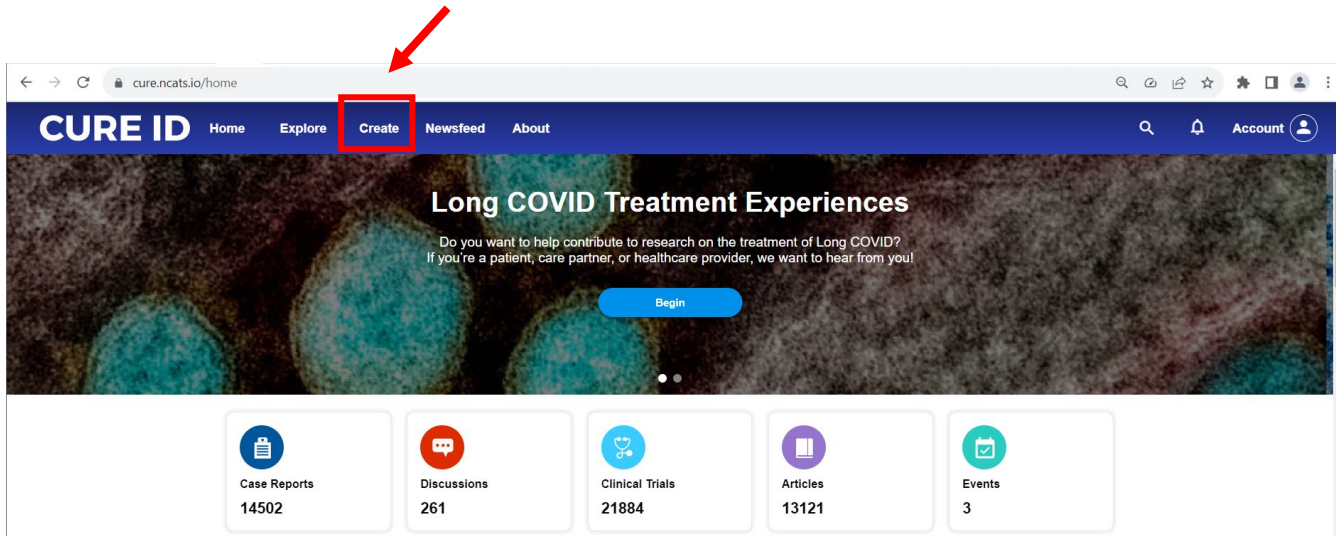 cure.ncats.io/home
CURE ID Home Explore Create Newsfeed About Account
Long COVID Treatment Experiences
Do you want to help contribute to research on the treatment of Long COVID?
If you're a patient, care partner, or healthcare provider, we want to hear from you!
Begin
Case Reports
14502
Discussions
261
Clinical Trials
21884
Articles
13121
Events
3